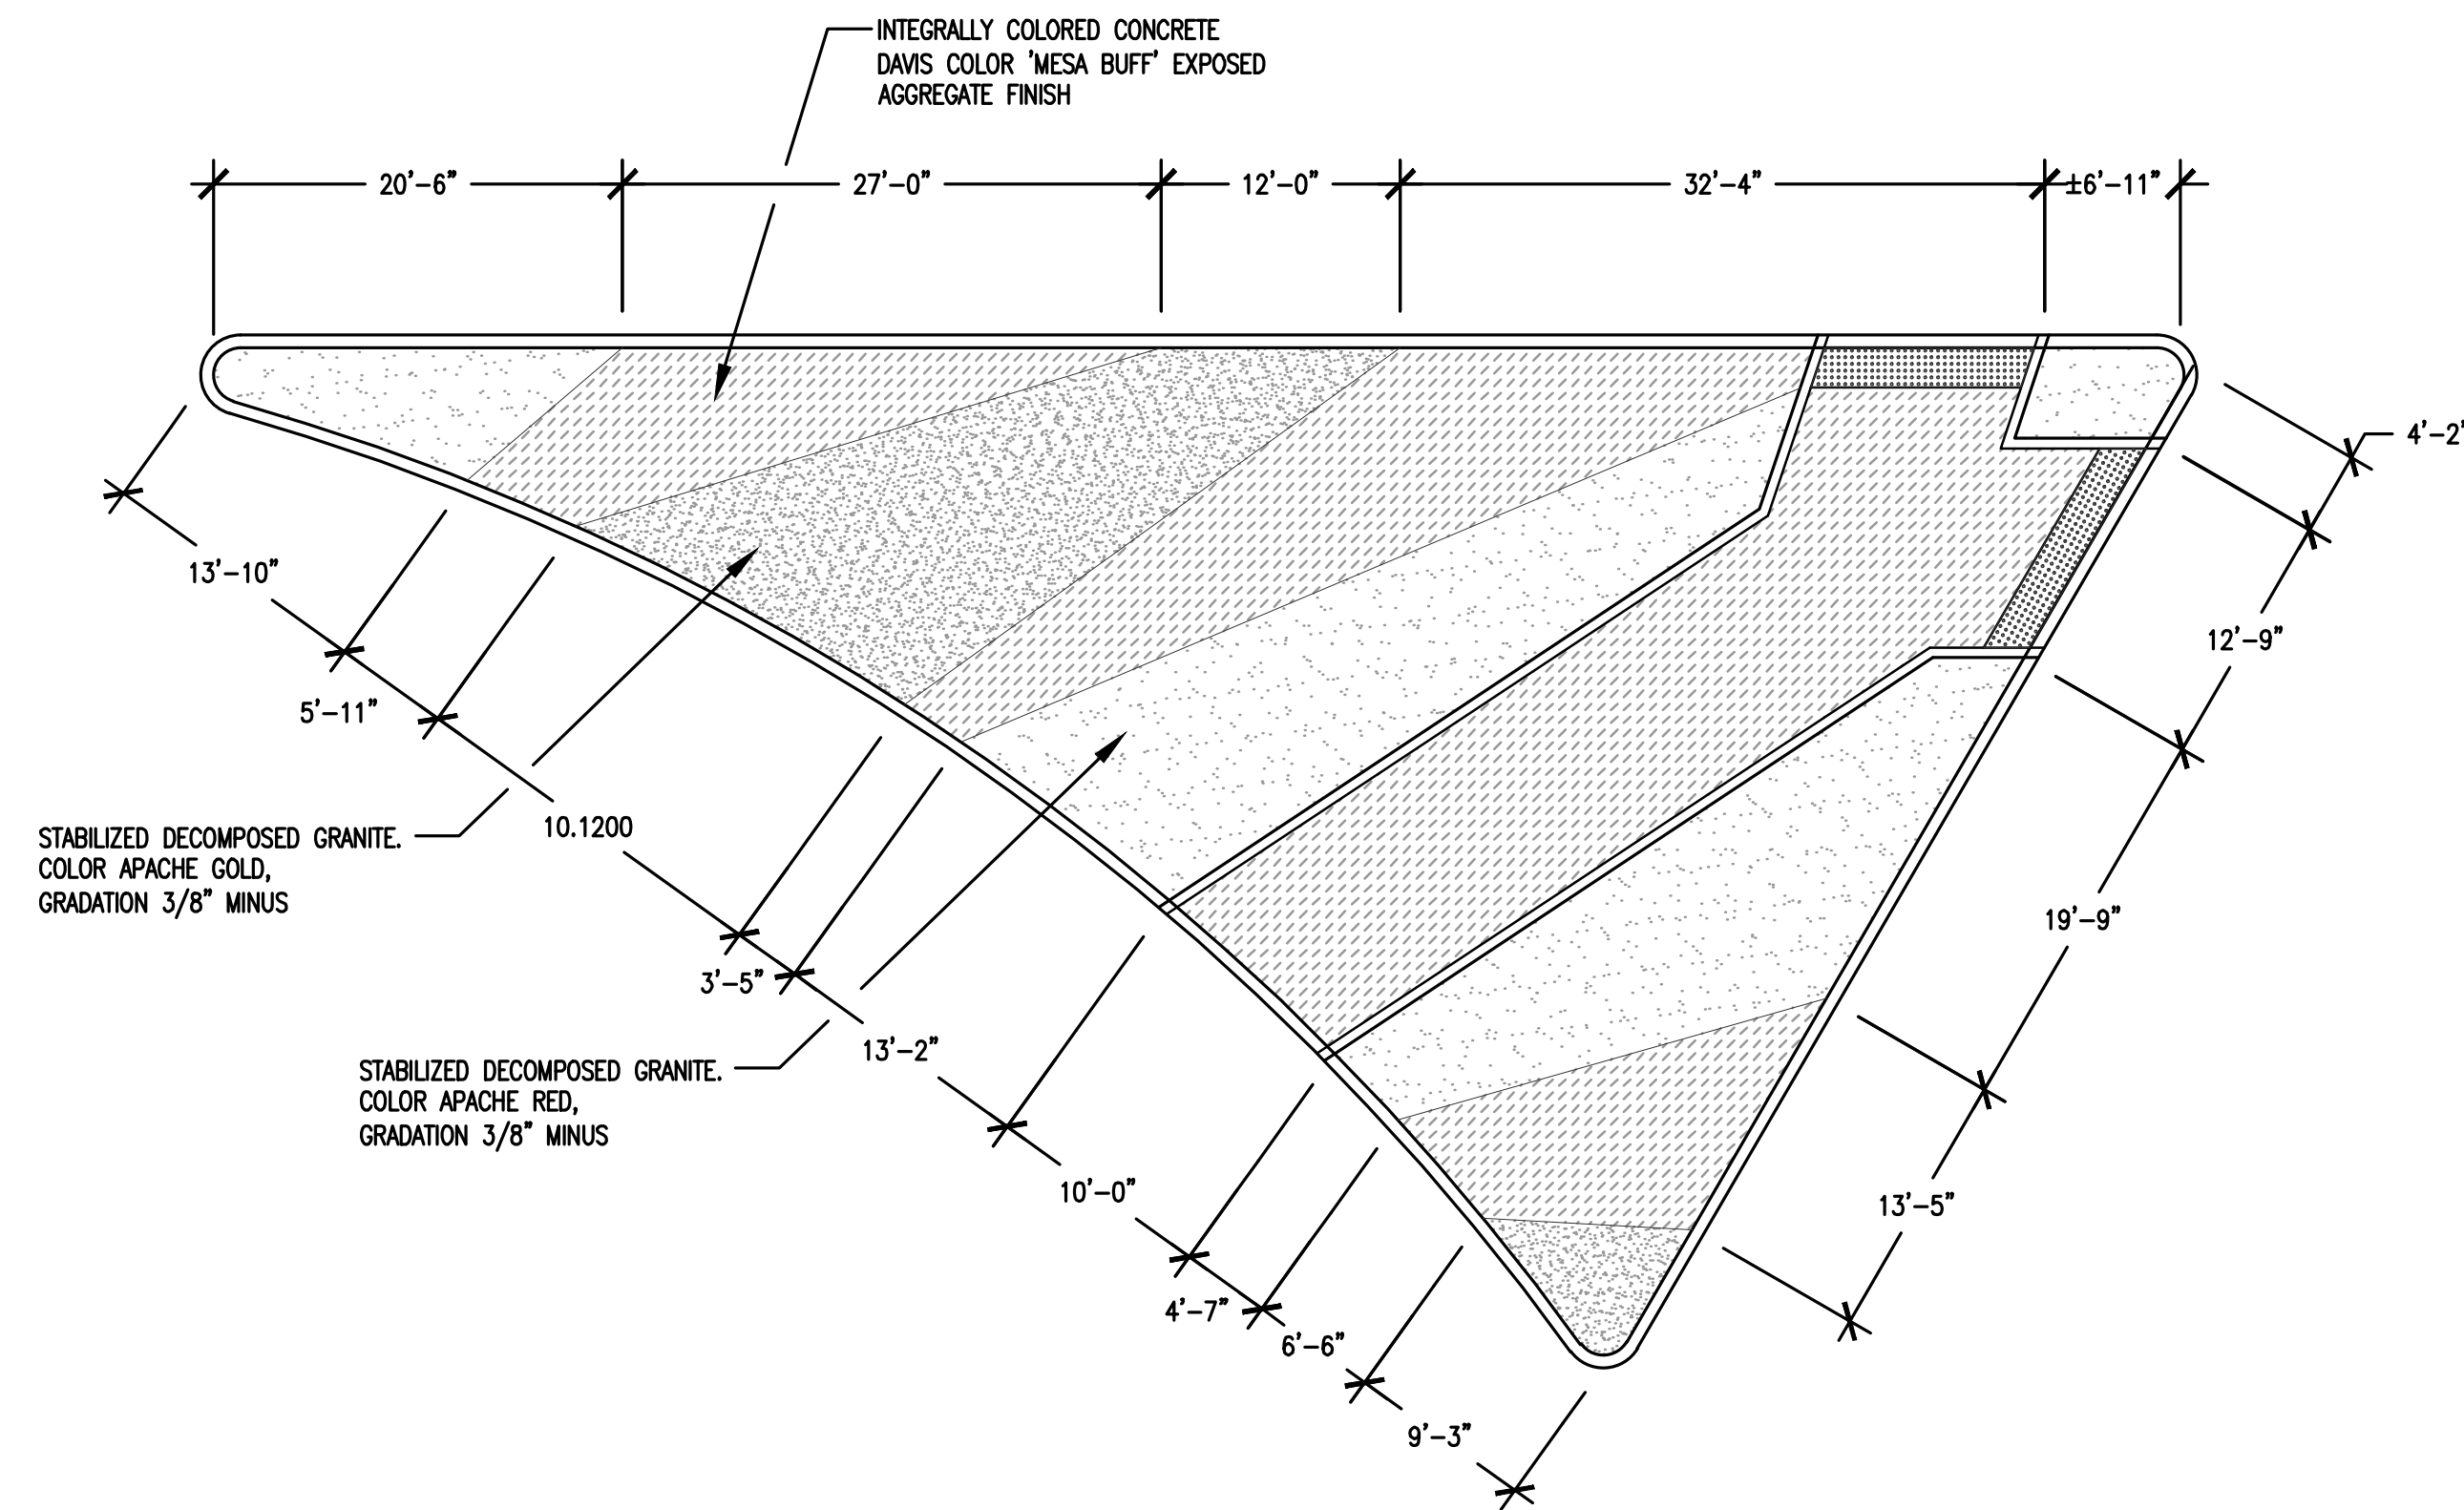 INTEGRALLY COLORED CONCRETE
DAVIS COLOR 'MESA BUFF' EXPOSED
AGGREGATE FINISH
20'-6"
27'-0"
12'-0"
32'-4"
±6'-11"
4'-2'
13'-10"
12'-9"
5'-11"
10.1200
STABILIZED DECOMPOSED GRANITE.
COLOR APACHE GOLD,
GRADATION 3/8" MINUS
19'-9"
3'-5"
13'-2"
STABILIZED DECOMPOSED GRANITE.
COLOR APACHE RED,
GRADATION 3/8" MINUS
10'-0"
13'-5"
4'-7"
6'-6"
9'-3"